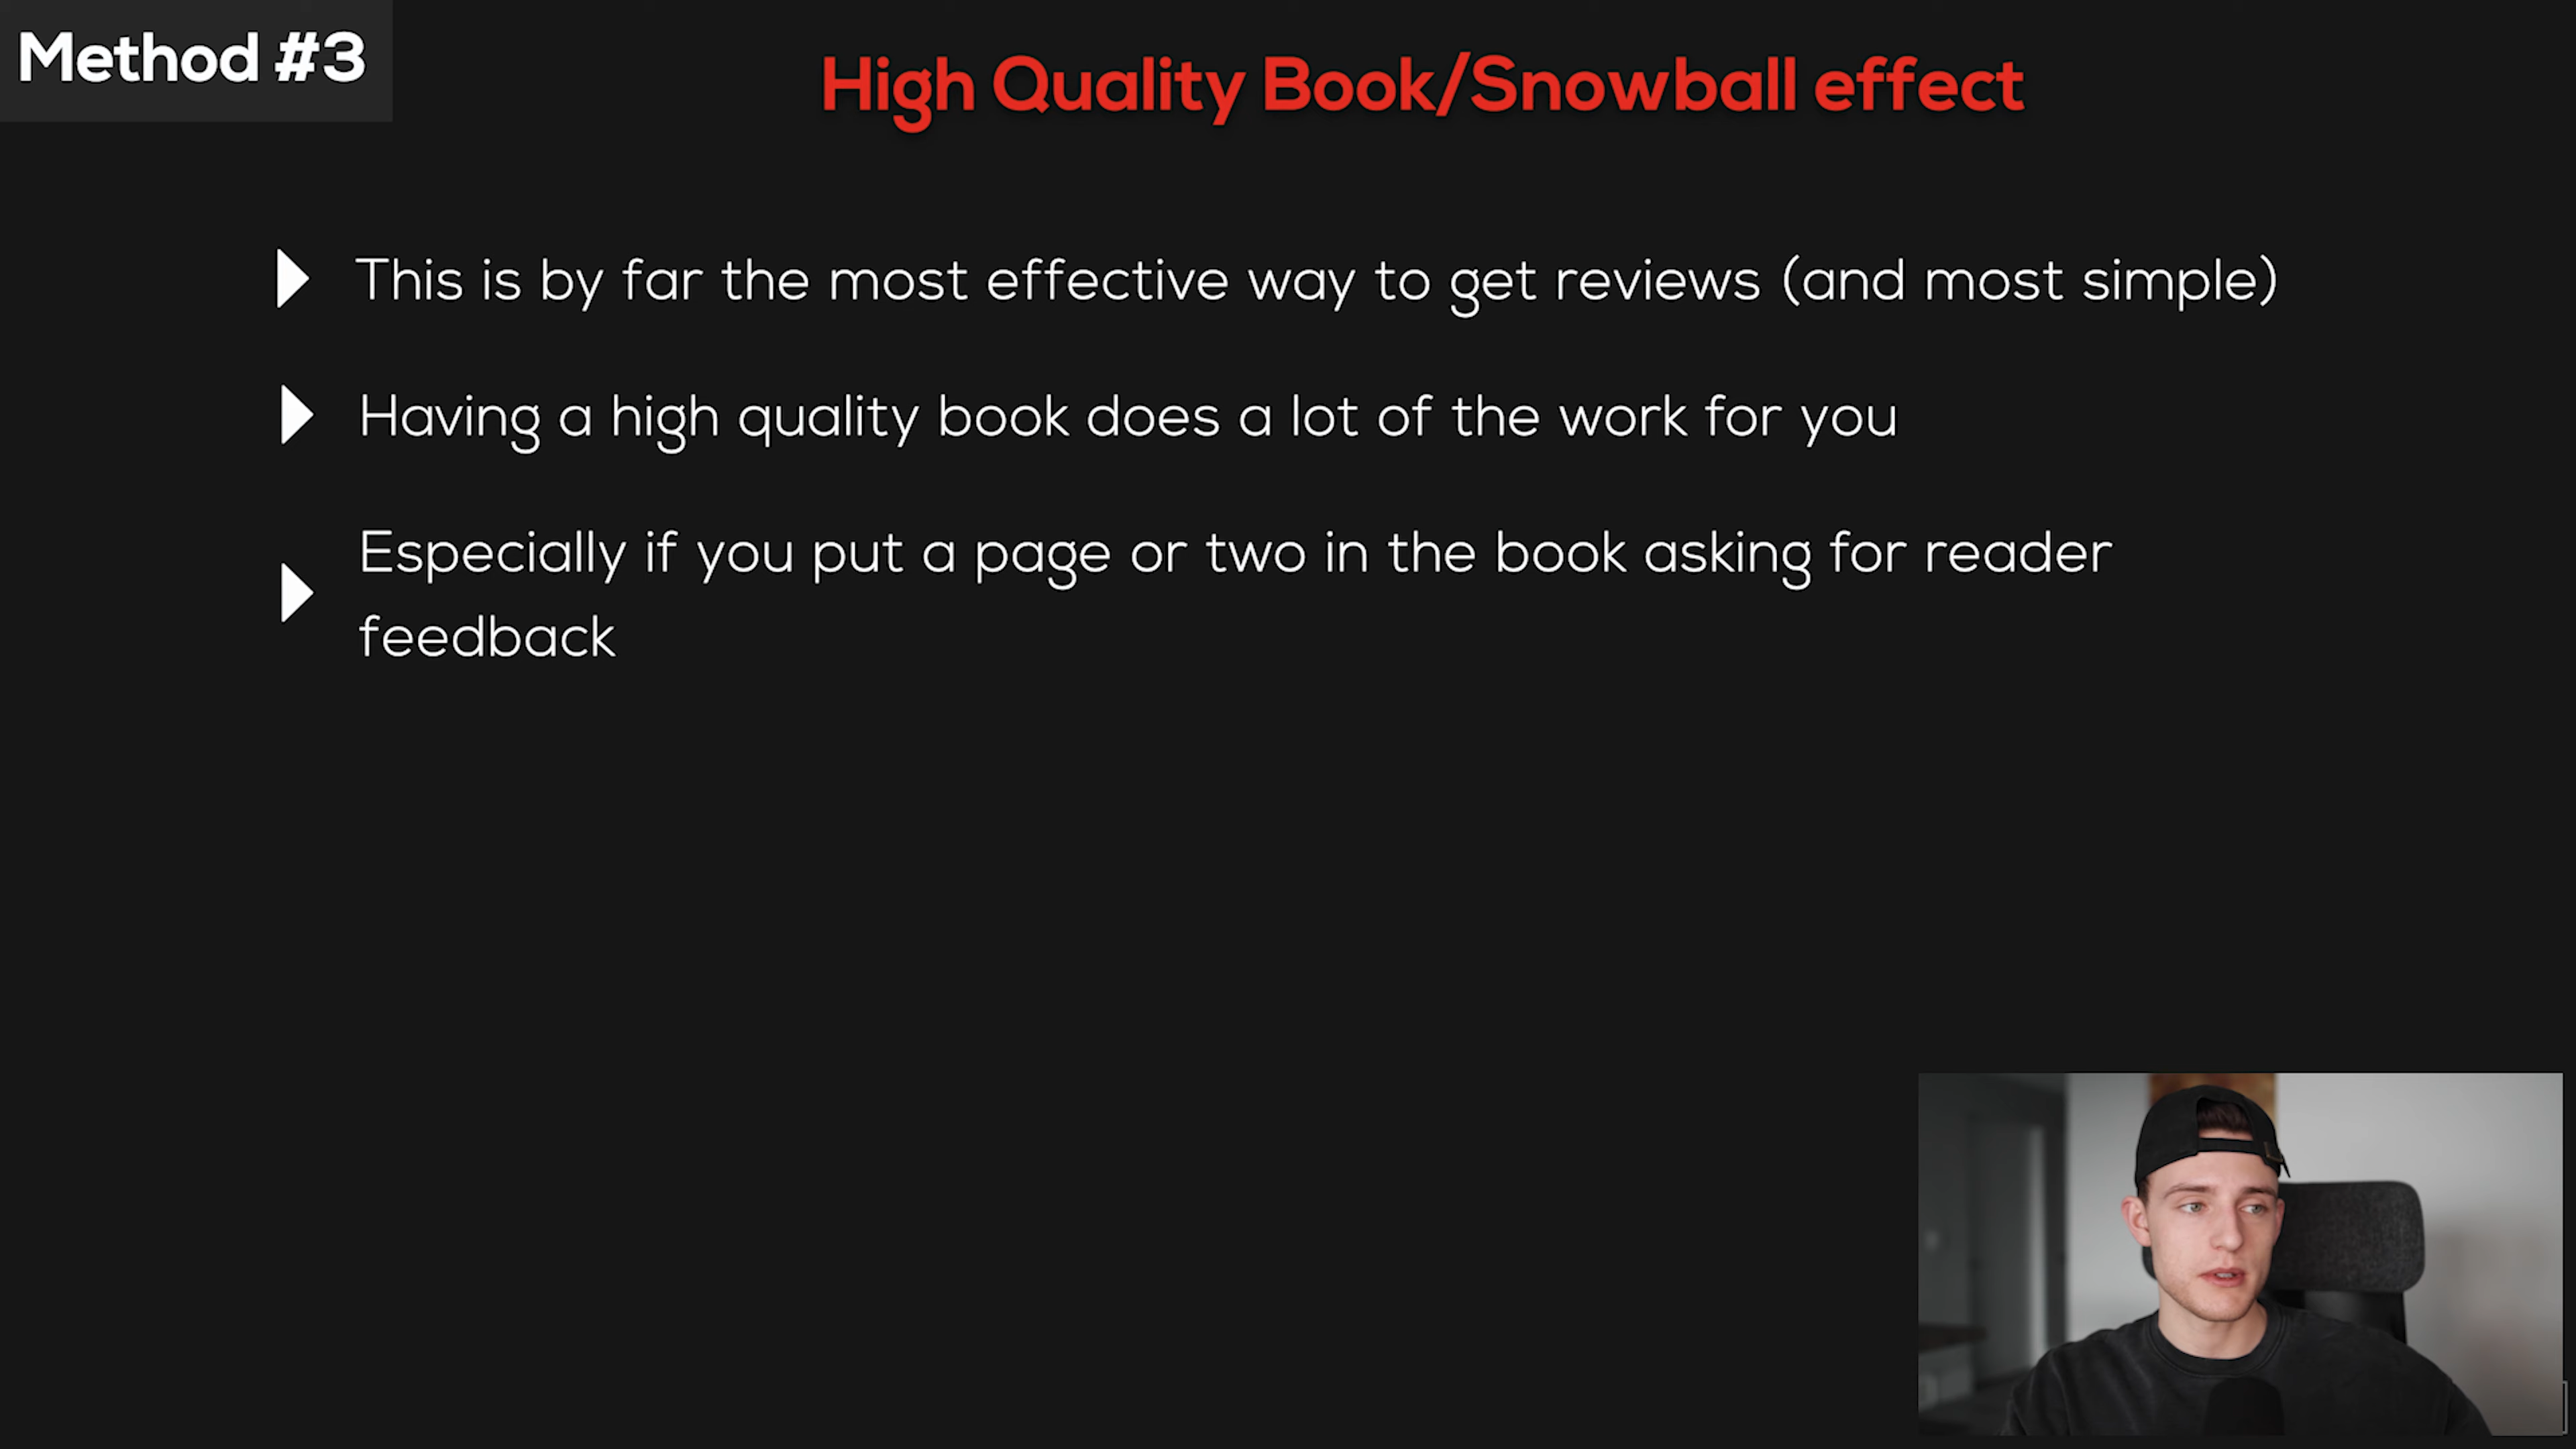 Method #3
High Quality Book/Snowball effect
This is by far the most effective way to get reviews (and most simple)
Having a high quality book does a lot of the work for you
Especially if you put a page or two in the book asking for reader
feedback